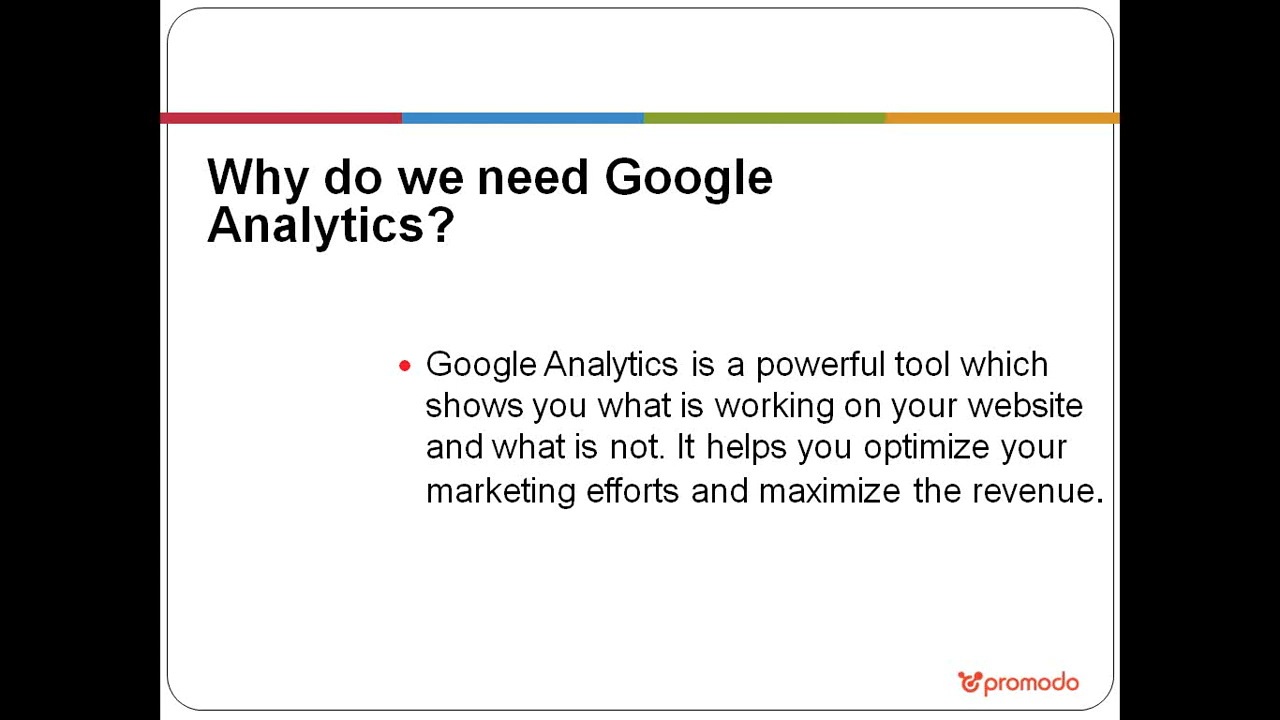 Why do we need Google
Analytics?
Google Analytics is a powerful tool which
shows you what is working on your website
and what is not. It helps you optimize your
marketing efforts and maximize the revenue.
promodo